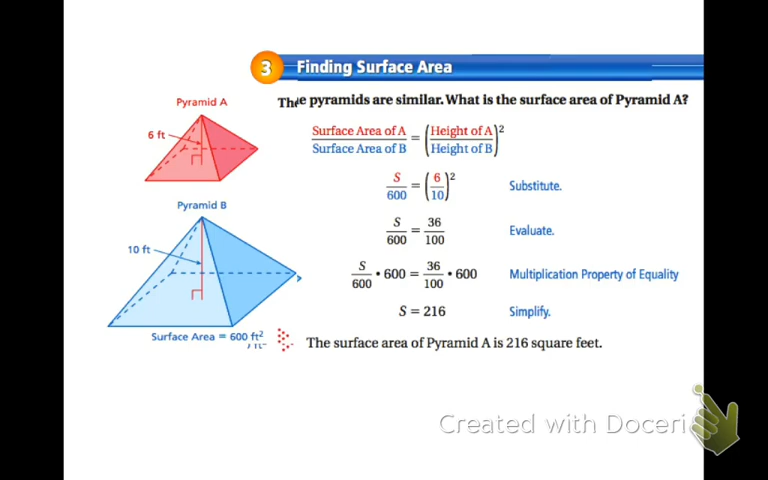 3 Finding Surface Area
The pyramids are similar. What is the surface area of Pyramid A?
Pyramid A
6 ft
Surface Area of A / Surface Area of B = (Height of A / Height of B)²
S/600 = (6/10)² Substitute.
Pyramid B
10 ft
S/600 = 36/100 Evaluate.
S/600 • 600 = 36/100 • 600 Multiplication Property of Equality
S = 216 Simplify.
Surface Area = 600 ft²
The surface area of Pyramid A is 216 square feet.
Created with Doceri